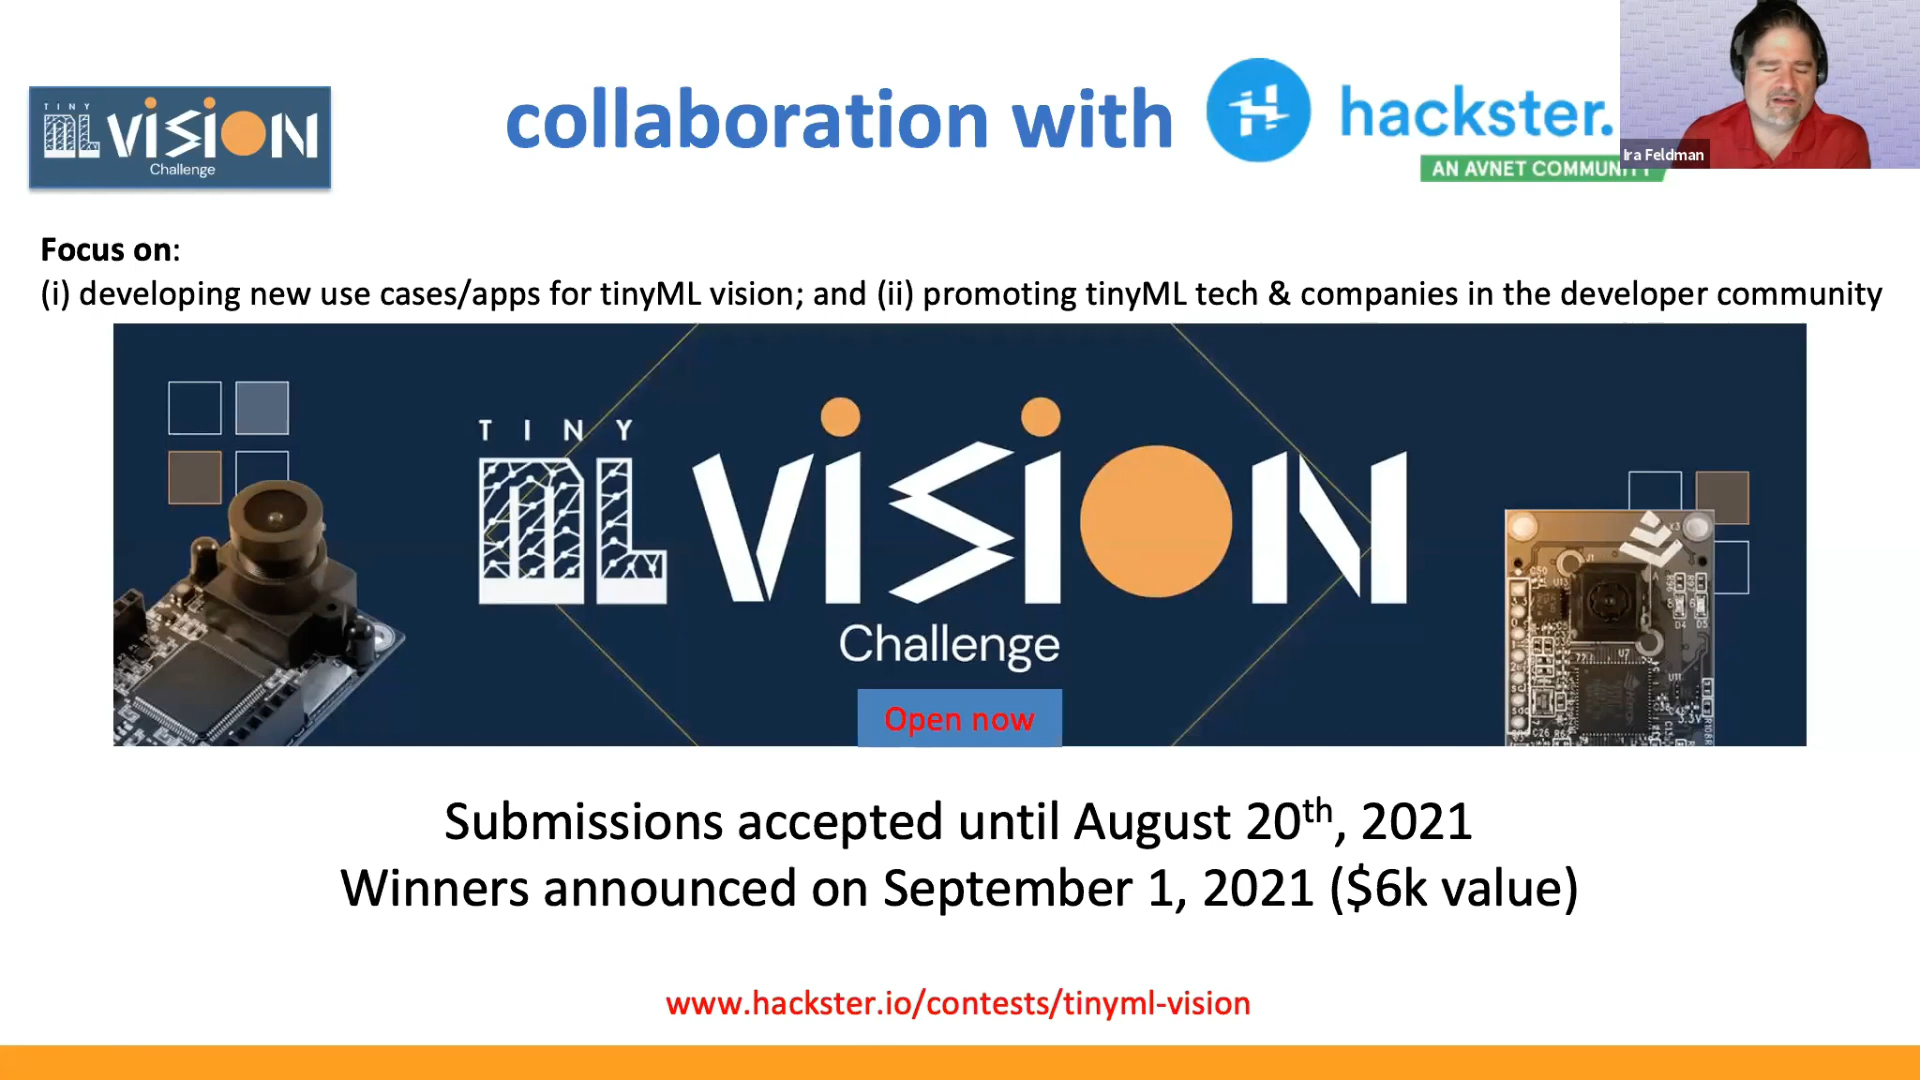 TINY
ML VISION
Challenge
collaboration with
hackster.
AN AVNET COMMUNITY
Ira Feldman
Focus on:
(i) developing new use cases/apps for tinyML vision; and (ii) promoting tinyML tech & companies in the developer community
TINY
ML VISION
Challenge
Open now
Submissions accepted until August 20th, 2021
Winners announced on September 1, 2021 ($6k value)
www.hackster.io/contests/tinyml-vision